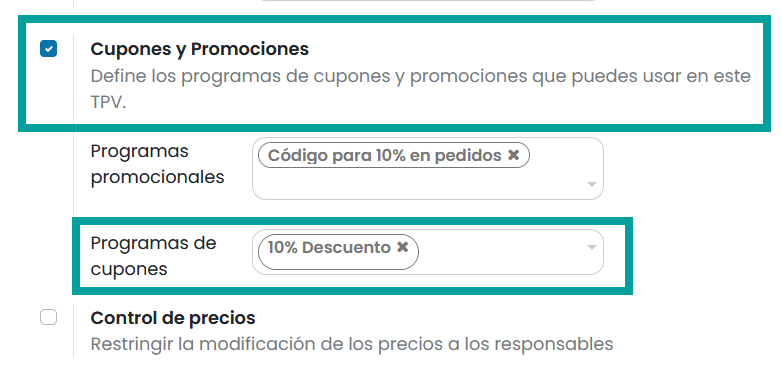 Cupones y Promociones
Define los programas de cupones y promociones que puedes usar en este
TPV.
Programas
promocionales
Código para 10% en pedidos ✖
Programas de
cupones
10% Descuento ✖
Control de precios
Restringir la modificación de los precios a los responsables